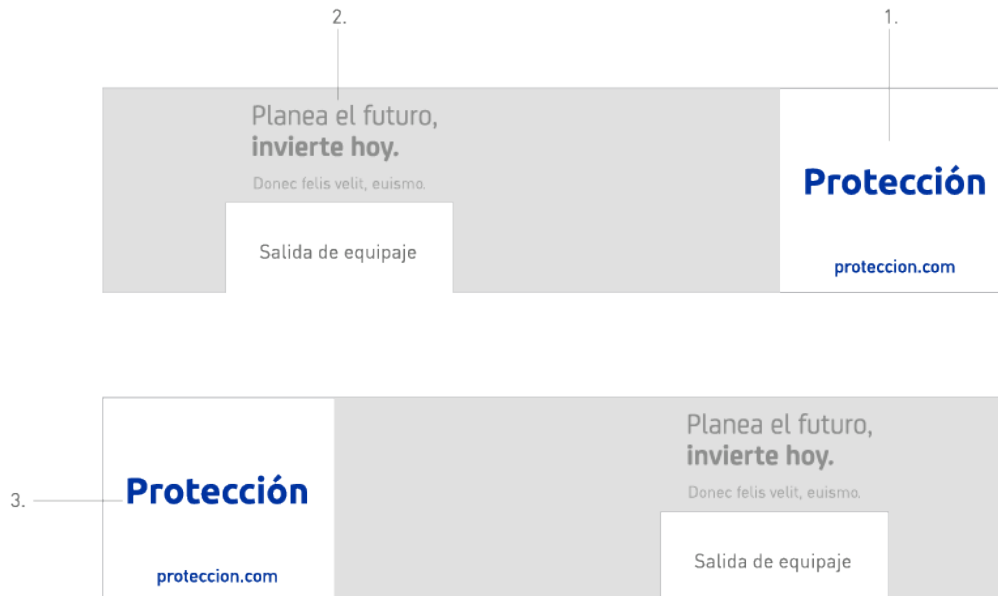 2.
1.
Planea el futuro,
invierte hoy.
Donec felis velit, euismo.
Salida de equipaje
Protección
proteccion.com
3.
Protección
proteccion.com
Planea el futuro,
invierte hoy.
Donec felis velit, euismo.
Salida de equipaje